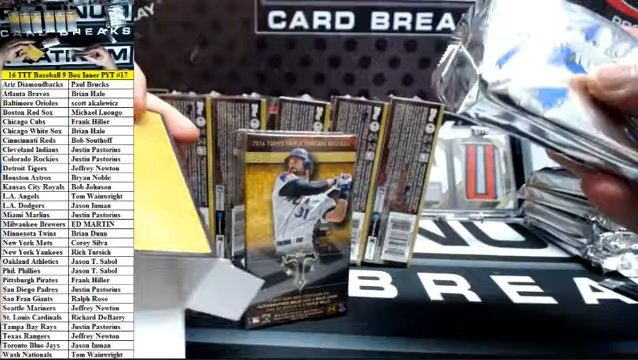 PLATINUM
CARD BREAKS
PLATINUM
16 TTT Baseball 9 Box Inner PYT #17
Ariz Diamondbacks Paul Brucks
Atlanta Braves Brian Hale
Baltimore Orioles scott akalewicz
Boston Red Sox Michael Luongo
Chicago Cubs Frank Hiller
Chicago White Sox Brian Hale
Cincinnati Reds Bob Southoff
Cleveland Indians Justin Pastorius
Colorado Rockies Justin Pastorius
Detroit Tigers Jeffrey Newton
Houston Astros Bryan Noble
Kansas City Royals Bob Johnson
L.A. Angels Tom Wainwright
L.A. Dodgers Jason Inman
Miami Marlins Justin Pastorius
Milwaukee Brewers ED MARTIN
Minnesota Twins Brian Dunn
New York Mets Corey Silva
New York Yankees Rich Tursich
Oakland Athletics Jason T. Sabol
Phil. Phillies Jason T. Sabol
Pittsburgh Pirates Frank Hiller
San Diego Padres Justin Pastorius
San Fran Giants Ralph Rose
Seattle Mariners Jeffrey Newton
St. Louis Cardinals Richard DeBarry
Tampa Bay Rays Justin Pastorius
Texas Rangers Jeffrey Newton
Toronto Blue Jays Jason Inman
Wash Nationals Tom Wainwright
CARD BREA
2016 TOPPS TRIPLE THREADS BASEBALL
31
NU
D BREAK